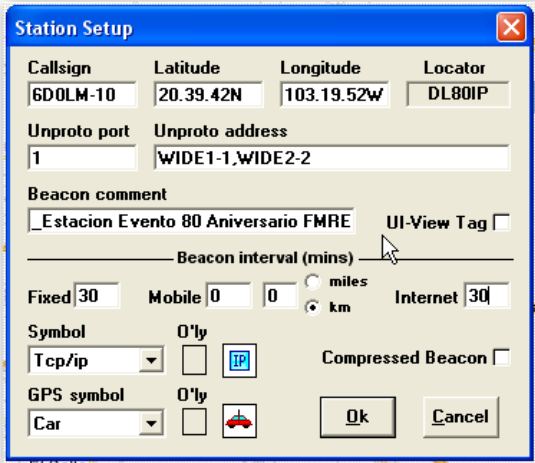 Station Setup
Callsign Latitude Longitude Locator
6D0LM-10 20.39.42N 103.19.52W DL80IP
Unproto port Unproto address
1 WIDE1-1,WIDE2-2
Beacon comment
_Estacion Evento 80 Aniversario FMRE UI-View Tag
Beacon interval (mins)
miles
Fixed 30 Mobile 0 0 km Internet 30
Symbol O'ly
Tcp/ip IP Compressed Beacon
GPS symbol O'ly
Car Ok Cancel